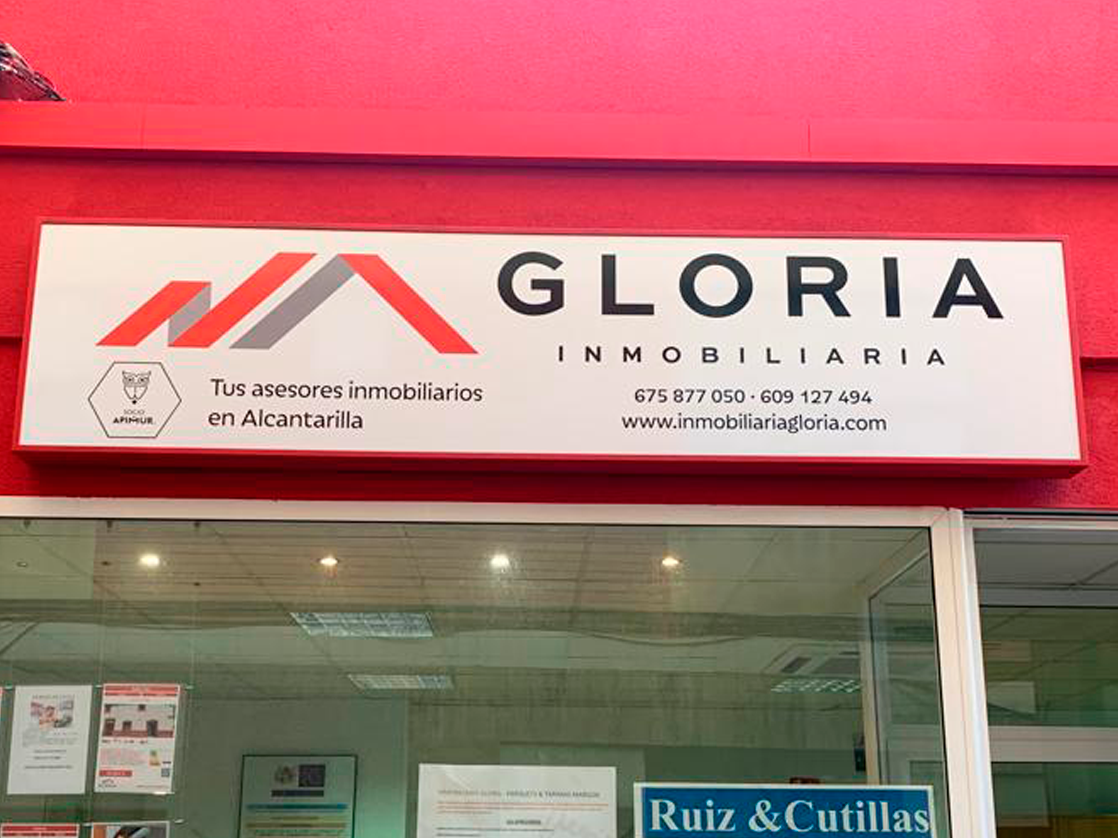 GLORIA
INMOBILIARIA
SOCIO
APIMUR
Tus asesores inmobiliarios
en Alcantarilla
675 877 050 · 609 127 494
www.inmobiliariagloria.com
Ruiz &Cutillas